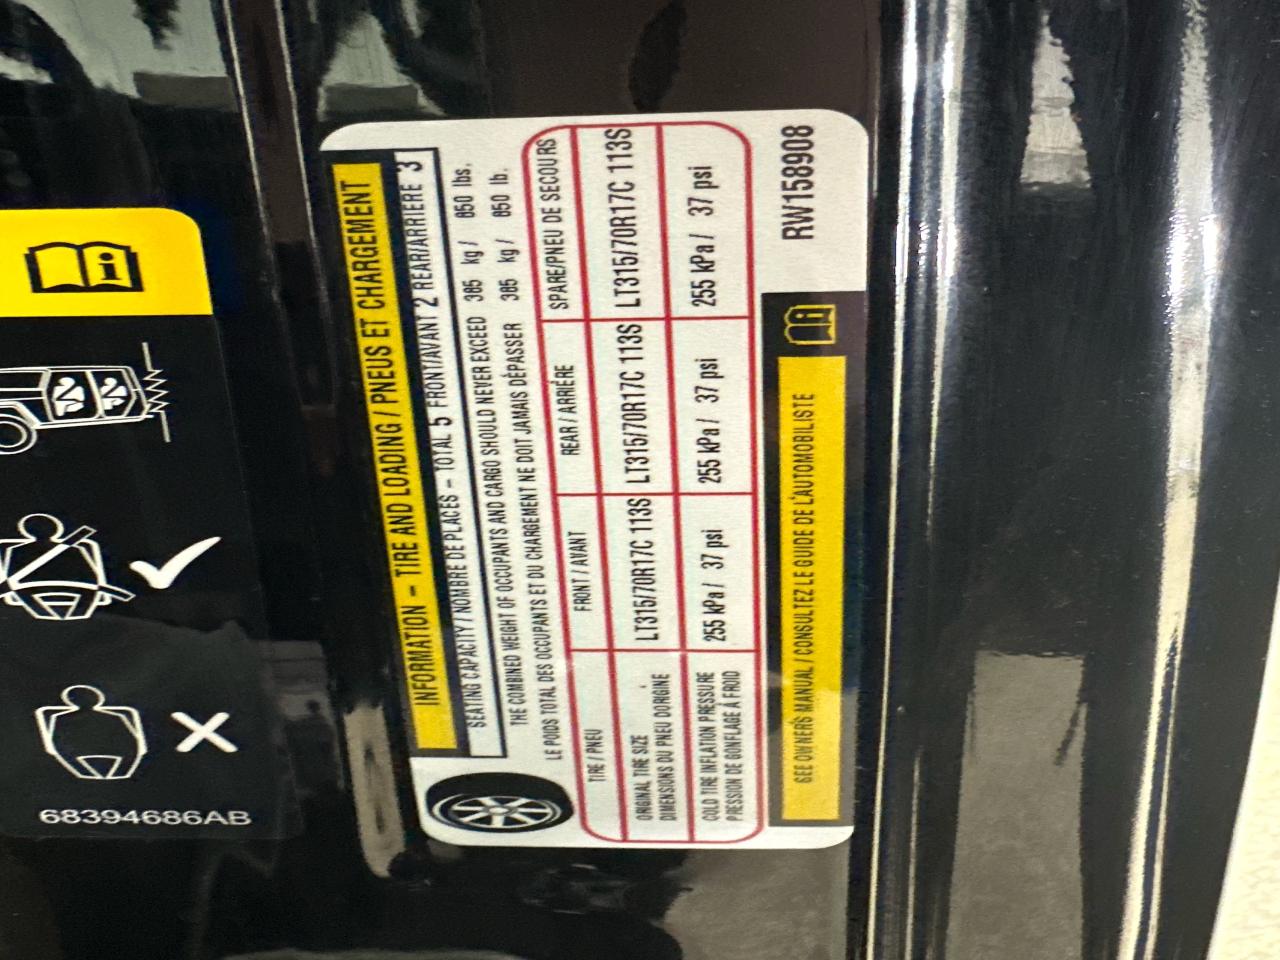 INFORMATION – TIRE AND LOADING / PNEUS ET CHARGEMENT
SEATING CAPACITY / NOMBRE DE PLACES – TOTAL 5 FRONT/AVANT 2 REAR/ARRIÈRE 3
THE COMBINED WEIGHT OF OCCUPANTS AND CARGO SHOULD NEVER EXCEED 385 kg / 850 lbs.
LE POIDS TOTAL DES OCCUPANTS ET DU CHARGEMENT NE DOIT JAMAIS DÉPASSER 385 kg / 850 lb.
TIRE / PNEU FRONT / AVANT REAR / ARRIÉRE SPARE/PNEU DE SECOURS
ORIGINAL TIRE SIZE
DIMENSIONS DU PNEU DORIGINE
LT315/70R17C 113S LT315/70R17C 113S LT315/70R17C 113S
COLD TIRE INFLATION PRESSURE
PRESSION DE GONFLAGE À FROID
255 kPa / 37 psi 255 kPa / 37 psi 255 kPa / 37 psi
SEE OWNER'S MANUAL / CONSULTEZ LE GUIDE DE L'AUTOMOBILISTE
RW158908
68394686AB